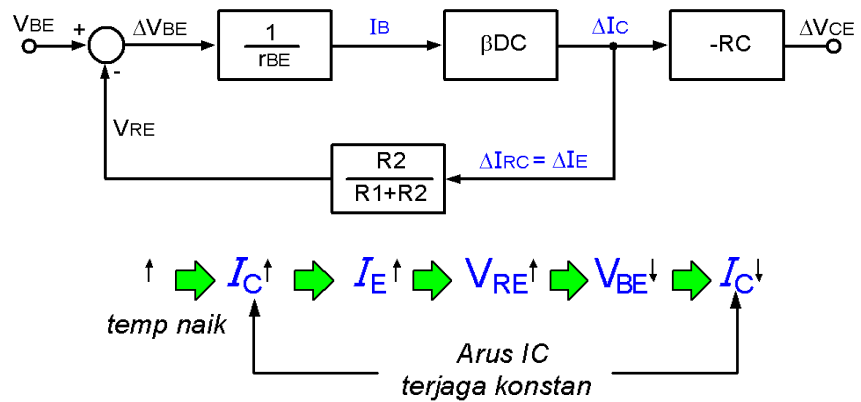 VBE + ΔVBE 1 / rBE IB βDC ΔIC -RC ΔVCE
-
VRE
R2 / R1+R2
ΔIRC = ΔIE
↑ IC↑ IE↑ VRE↑ VBE↓ IC↓
temp naik
Arus IC
terjaga konstan